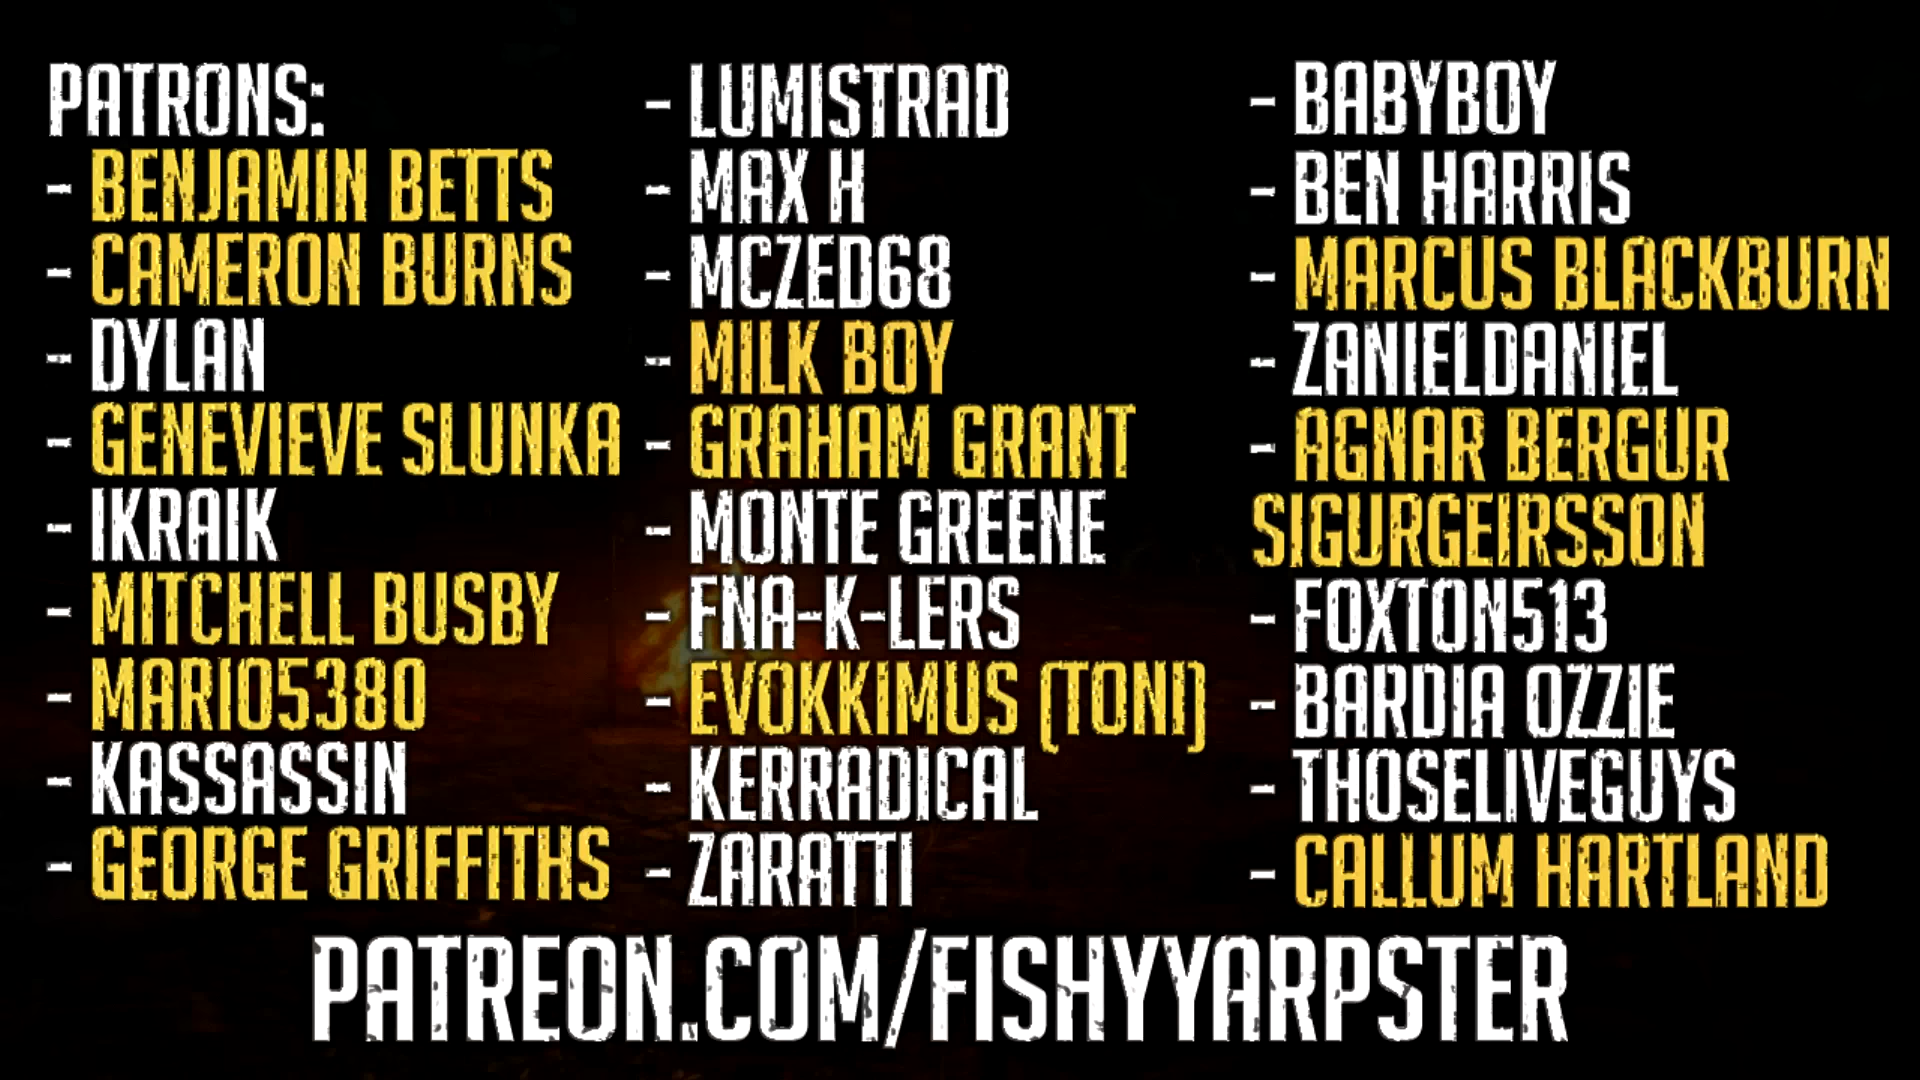 PATRONS:
- BENJAMIN BETTS
- CAMERON BURNS
- DYLAN
- GENEVIEVE SLUNKA
- IKRAIK
- MITCHELL BUSBY
- MARIO5380
- KASSASSIN
- GEORGE GRIFFITHS
- LUMISTRAD
- MAX H
- MCZED68
- MILK BOY
- GRAHAM GRANT
- MONTE GREENE
- FNA-K-LERS
- EVOKKIMUS (TONI)
- KERRADICAL
- ZARATTI
- BABYBOY
- BEN HARRIS
- MARCUS BLACKBURN
- ZANIELDANIEL
- AGNAR BERGUR
SIGURGEIRSSON
- FOXTON513
- BARDIA OZZIE
- THOSELIVEGUYS
- CALLUM HARTLAND
PATREON.COM/FISHYYARPSTER